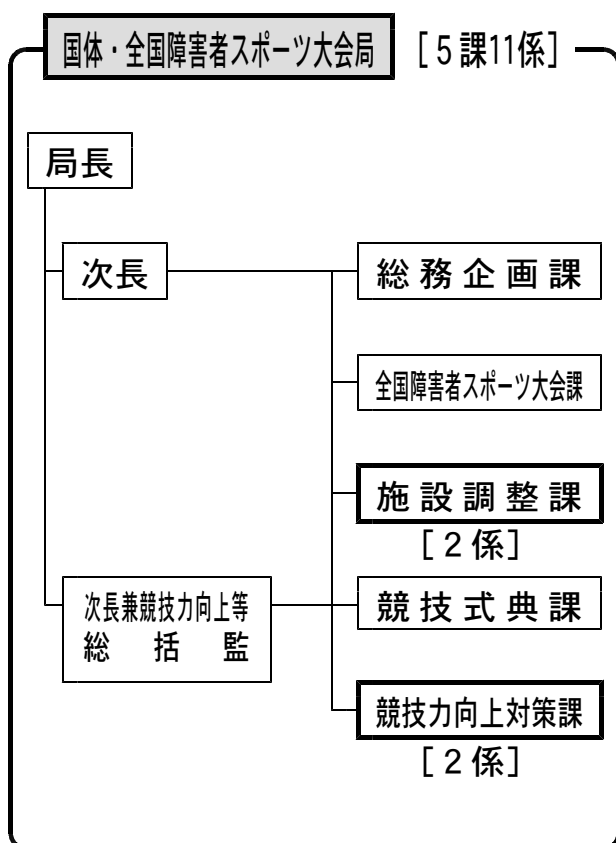 国体・全国障害者スポーツ大会局 [5課11係]
局長
次長
総務企画課
全国障害者スポーツ大会課
施設調整課
[2係]
次長兼競技力向上等
総括監
競技式典課
競技力向上対策課
[2係]